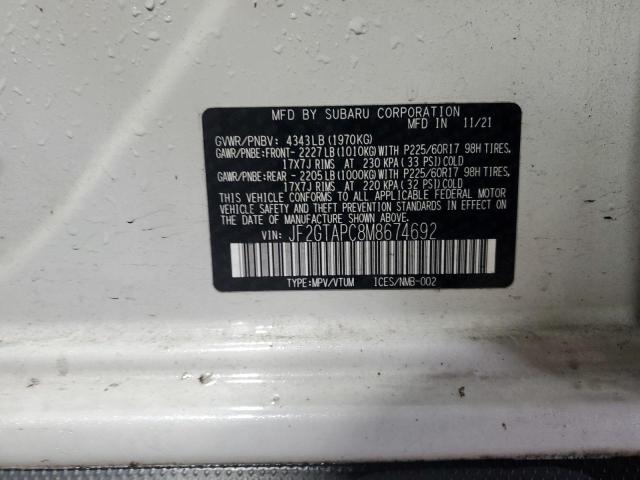 MFD BY SUBARU CORPORATION
MFD IN 11/21
GVWR/PNBV: 4343LB(1970KG)
GAWR/PNBE:FRONT- 2227LB(1010KG)WITH P225/60R17 98H TIRES,
17X7J RIMS AT 230 KPA(33 PSI)COLD
GAWR/PNBE:REAR - 2205LB(1000KG)WITH P225/60R17 98H TIRES,
17X7J RIMS AT 220 KPA(32 PSI)COLD
THIS VEHICLE CONFORMS TO ALL APPLICABLE FEDERAL MOTOR
VEHICLE SAFETY AND THEFT PREVENTION STANDARDS IN EFFECT
ON THE DATE OF MANUFACTURE SHOWN ABOVE.
VIN: JF2GTAPC8M8674692
TYPE:MPV/VTUM ICES/NMB-002